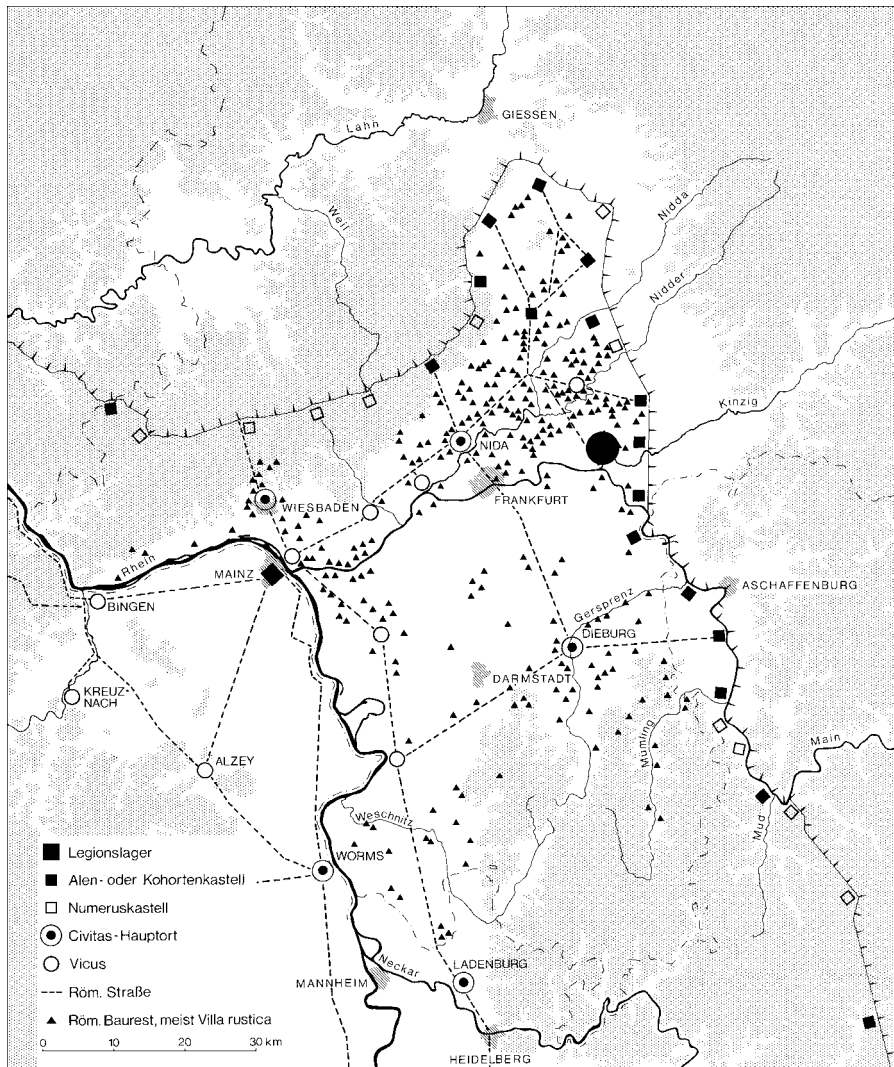 GIESSEN
Lahn
Weil
Nidda
Nidder
Kinzig
NIDA
WIESBADEN
FRANKFURT
Rhein
MAINZ
BINGEN
Gersprenz
ASCHAFFENBURG
DiEBURG
DARMSTADT
KREUZ-
NACH
ALZEY
Mümling
Main
Mud
Weschnitz
WORMS
Neckar
LADENBURG
MANNHEIM
HEIDELBERG
Legionslager
Alen- oder Kohortenkastell
Numeruskastell
Civitas-Hauptort
Vicus
Röm. Straße
Röm. Baurest, meist Villa rustica
0 10 20 30 km